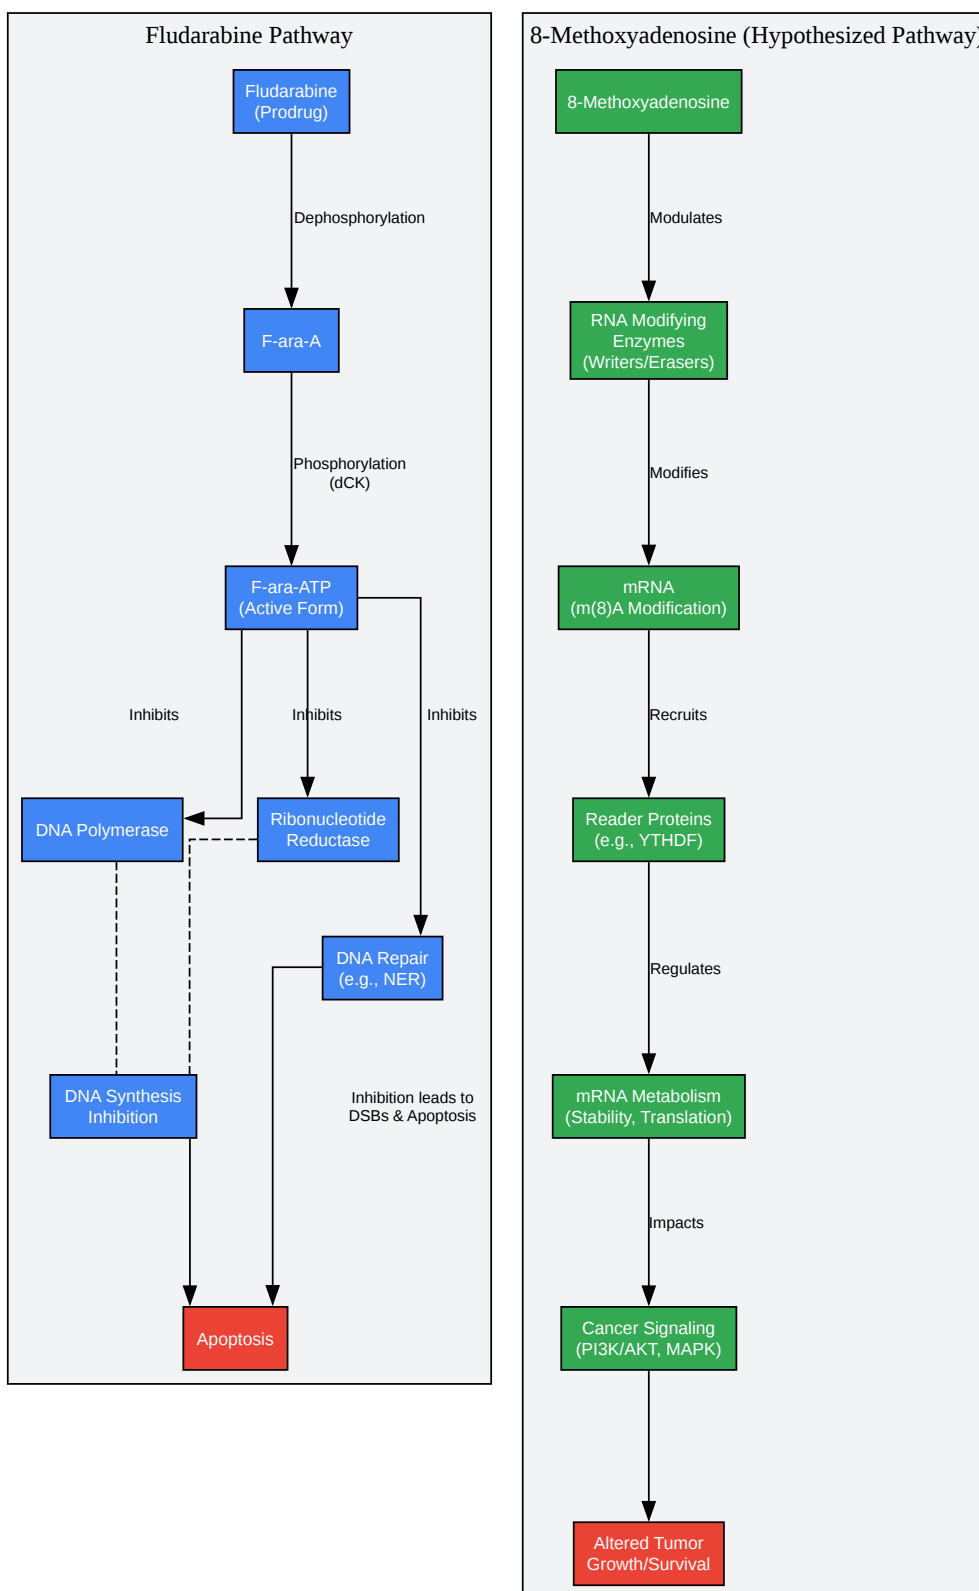 Fludarabine Pathway
Fludarabine
(Prodrug)
Dephosphorylation
F-ara-A
Phosphorylation
(dCK)
F-ara-ATP
(Active Form)
Inhibits
Inhibits
Inhibits
DNA Polymerase
Ribonucleotide
Reductase
DNA Repair
(e.g., NER)
DNA Synthesis
Inhibition
Inhibition leads to
DSBs & Apoptosis
Apoptosis
8-Methoxyadenosine (Hypothesized Pathway)
8-Methoxyadenosine
Modulates
RNA Modifying
Enzymes
(Writers/Erasers)
Modifies
mRNA
(m(8)A Modification)
Recruits
Reader Proteins
(e.g., YTHDF)
Regulates
mRNA Metabolism
(Stability, Translation)
Impacts
Cancer Signaling
(PI3K/AKT, MAPK)
Altered Tumor
Growth/Survival